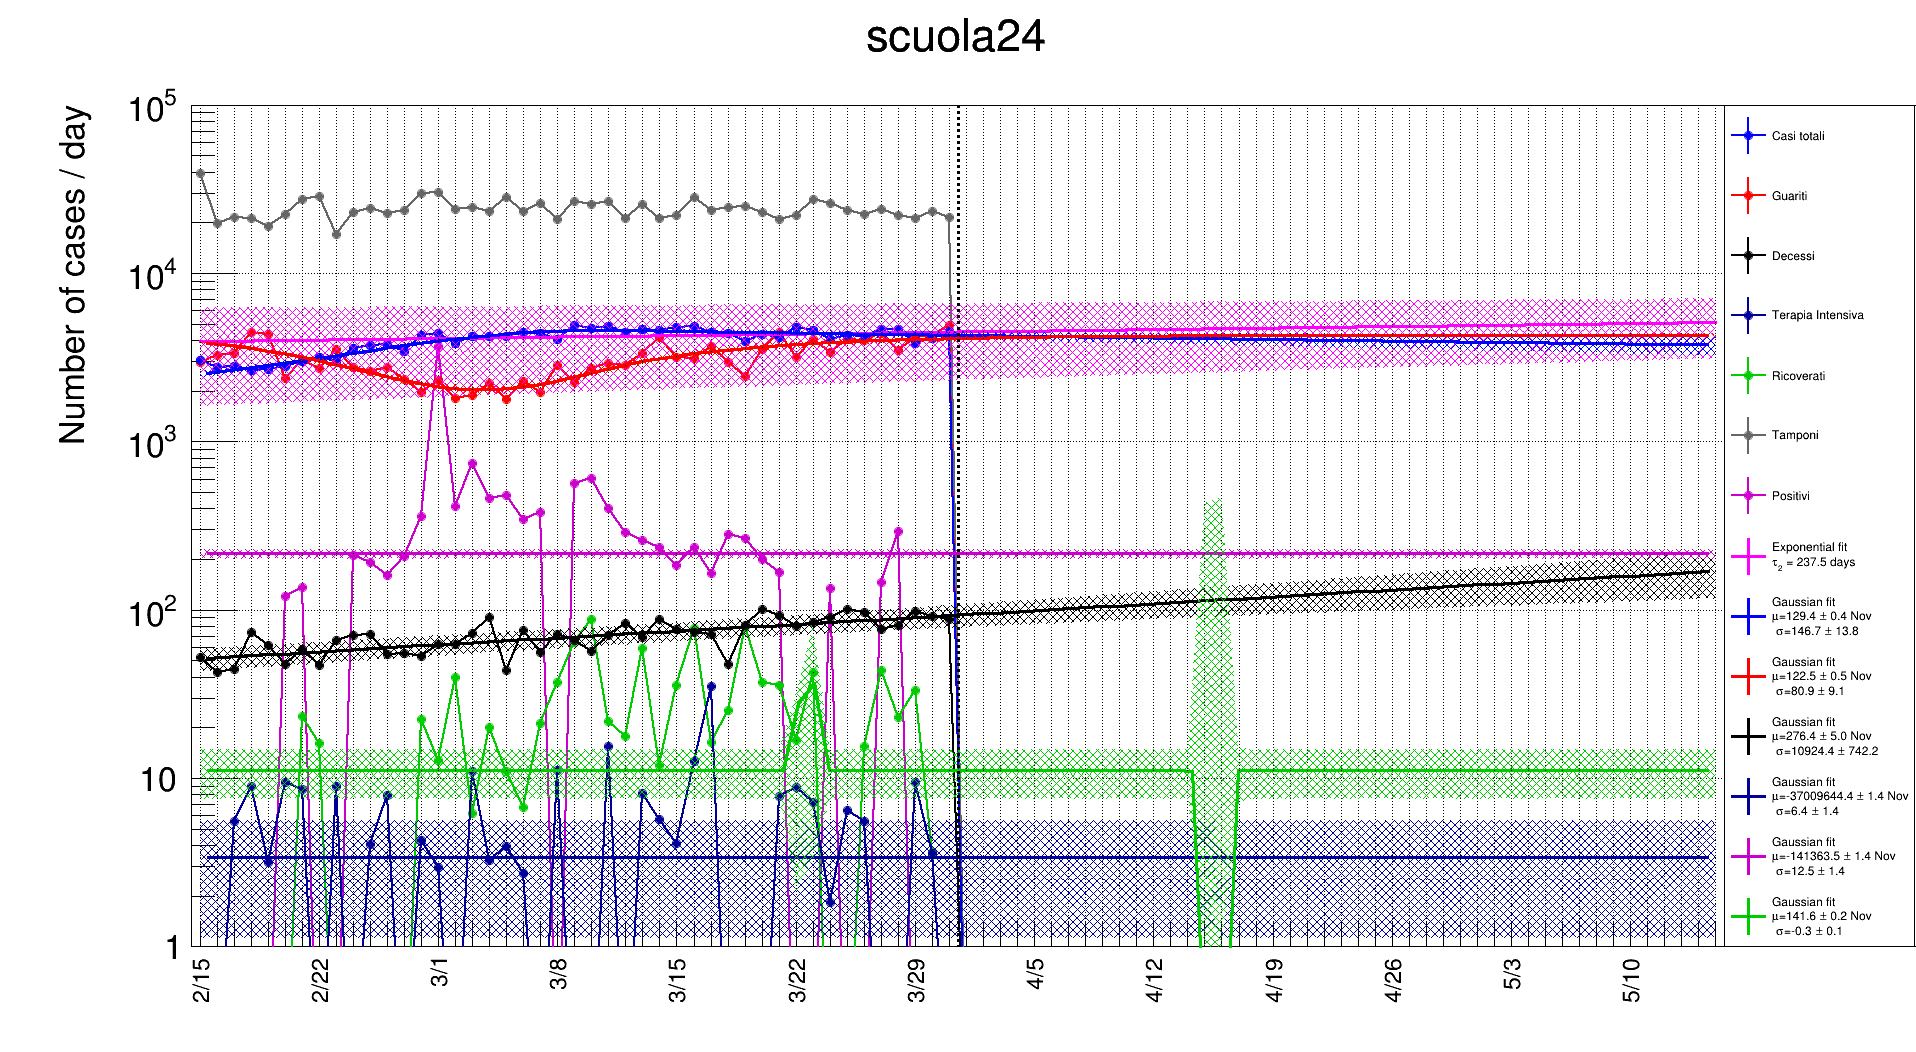 scuola24
Number of cases / day
10^5
10^4
10^3
10^2
10
1
2/15
2/22
3/1
3/8
3/15
3/22
3/29
4/5
4/12
4/19
4/26
5/3
5/10
Casi totali
Guariti
Decessi
Terapia Intensiva
Ricoverati
Tamponi
Positivi
Exponential fit
τ_2 = 237.5 days
Gaussian fit
μ=129.4 ± 0.4 Nov
σ=146.7 ± 13.8
Gaussian fit
μ=122.5 ± 0.5 Nov
σ=80.9 ± 9.1
Gaussian fit
μ=276.4 ± 5.0 Nov
σ=10924.4 ± 742.2
Gaussian fit
μ=-37009644.4 ± 1.4 Nov
σ=6.4 ± 1.4
Gaussian fit
μ=-141363.5 ± 1.4 Nov
σ=12.5 ± 1.4
Gaussian fit
μ=141.6 ± 0.2 Nov
σ=-0.3 ± 0.1